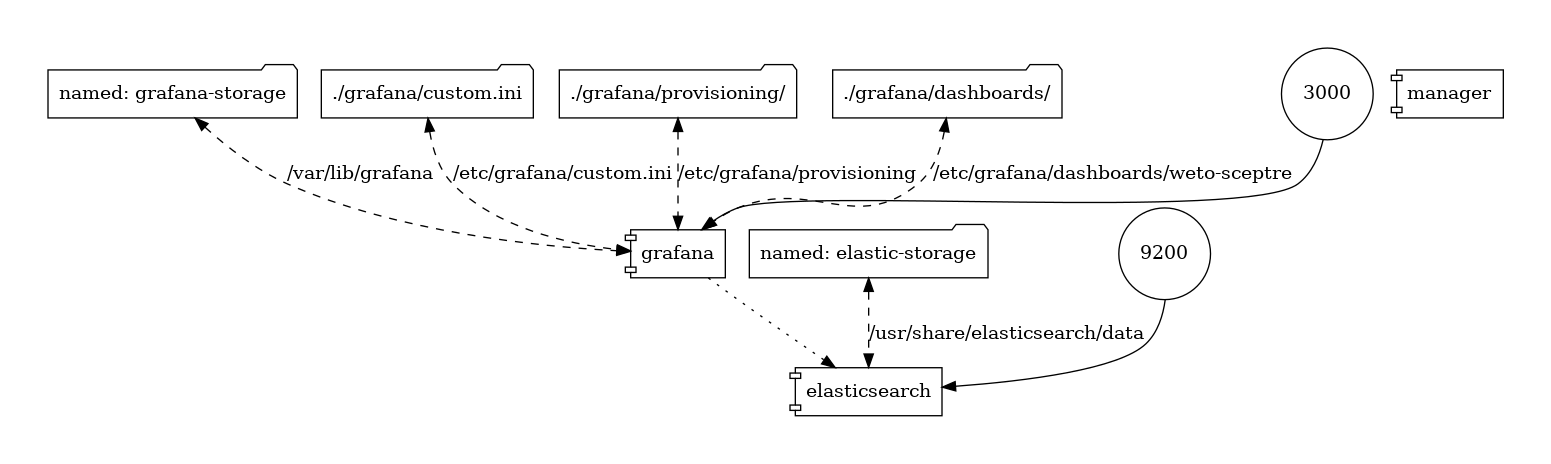 named: grafana-storage
./grafana/custom.ini
./grafana/provisioning/
./grafana/dashboards/
3000
manager
/var/lib/grafana
/etc/grafana/custom.ini
/etc/grafana/provisioning
/etc/grafana/dashboards/weto-sceptre
grafana
named: elastic-storage
9200
/usr/share/elasticsearch/data
elasticsearch